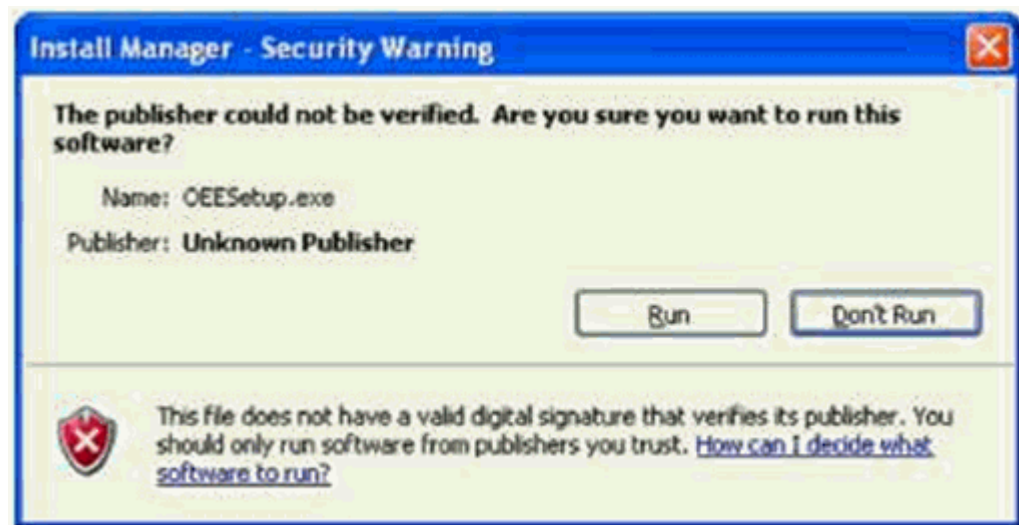 Install Manager - Security Warning
The publisher could not be verified.  Are you sure you want to run this
software?
Name: OEESetup.exe
Publisher: Unknown Publisher
Run
Don't Run
This file does not have a valid digital signature that verifies its publisher. You
should only run software from publishers you trust. How can I decide what
software to run?